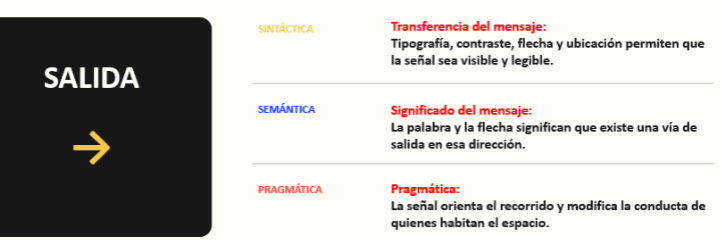 SALIDA
SINTÁCTICA
Transferencia del mensaje:
Tipografía, contraste, flecha y ubicación permiten que
la señal sea visible y legible.
SEMÁNTICA
Significado del mensaje:
La palabra y la flecha significan que existe una vía de
salida en esa dirección.
PRAGMÁTICA
Pragmática:
La señal orienta el recorrido y modifica la conducta de
quienes habitan el espacio.